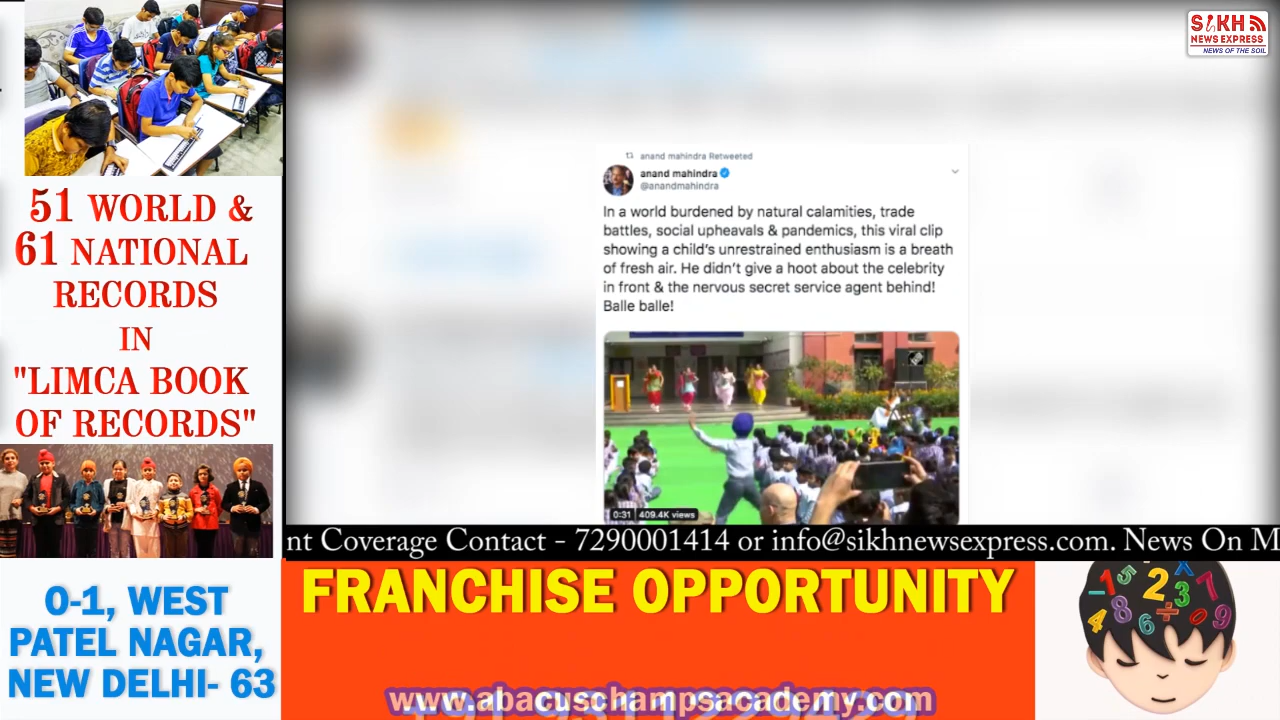 SIKH
NEWS EXPRESS
NEWS OF THE SOIL
51 WORLD &
61 NATIONAL
RECORDS
IN
"LIMCA BOOK
OF RECORDS"
O-1, WEST
PATEL NAGAR,
NEW DELHI- 63
anand mahindra Retweeted
anand mahindra
@anandmahindra
In a world burdened by natural calamities, trade
battles, social upheavals & pandemics, this viral clip
showing a child's unrestrained enthusiasm is a breath
of fresh air. He didn't give a hoot about the celebrity
in front & the nervous secret service agent behind!
Balle balle!
0:31 409.4K views
nt Coverage Contact - 7290001414 or info@sikhnewsexpress.com. News On M
FRANCHISE OPPORTUNITY
www.abacuschampsacademy.com